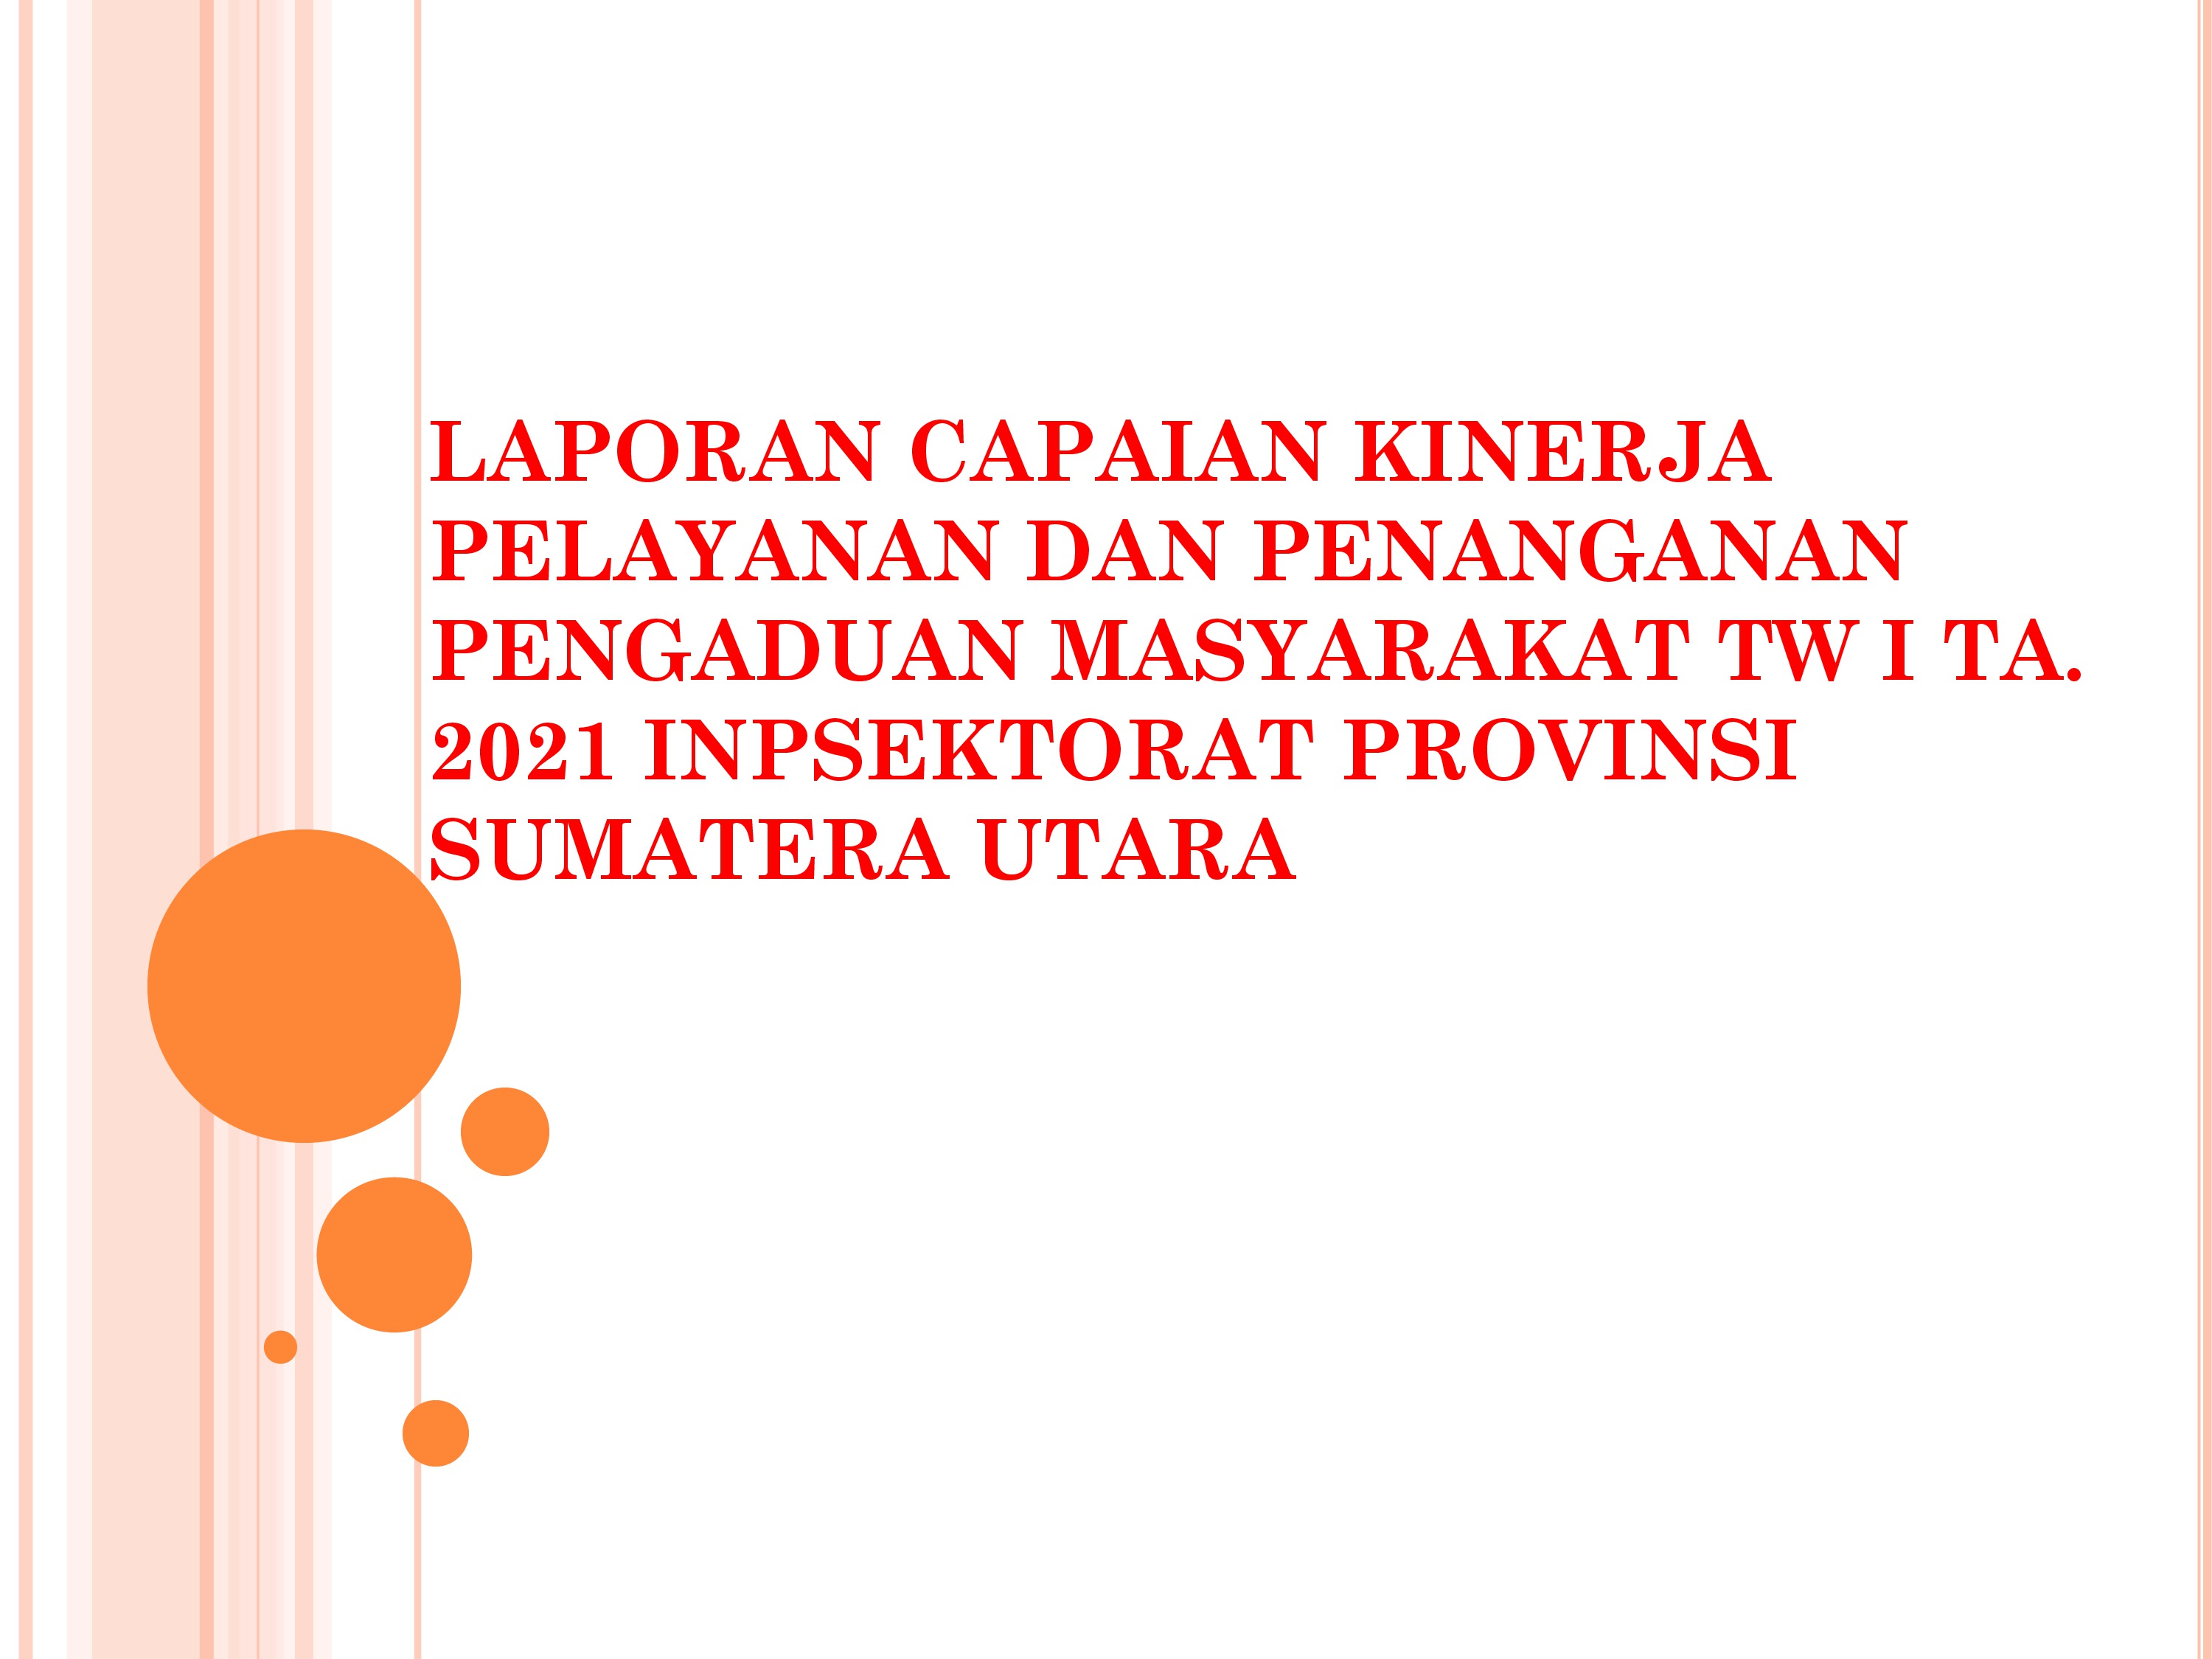 LAPORAN CAPAIAN KINERJA
PELAYANAN DAN PENANGANAN
PENGADUAN MASYARAKAT TW I TA.
2021 INPSEKTORAT PROVINSI
SUMATERA UTARA